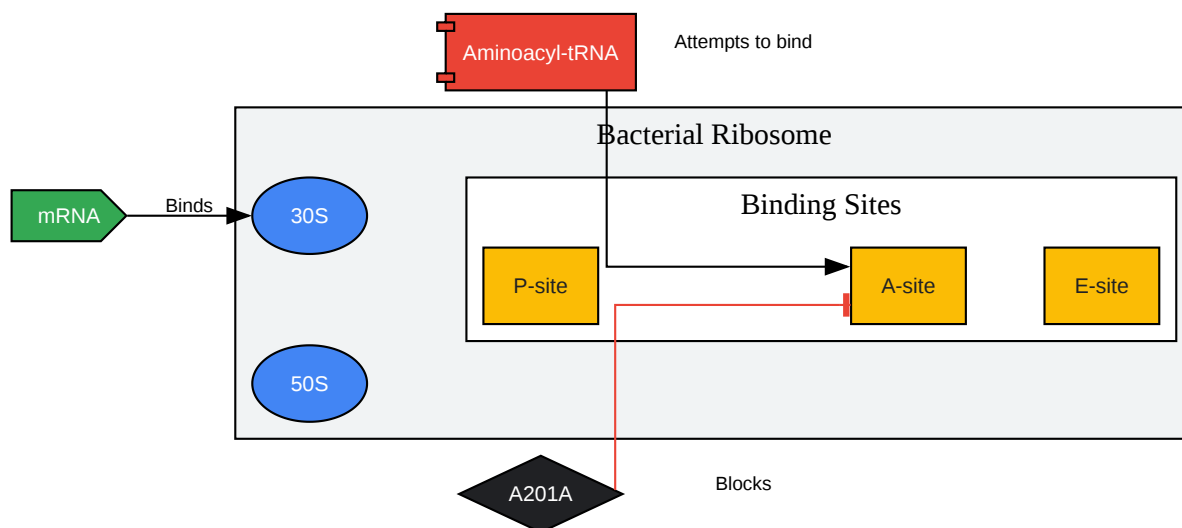 Aminoacyl-tRNA
Attempts to bind
Bacterial Ribosome
mRNA
Binds
30S
Binding Sites
P-site
A-site
E-site
50S
A201A
Blocks